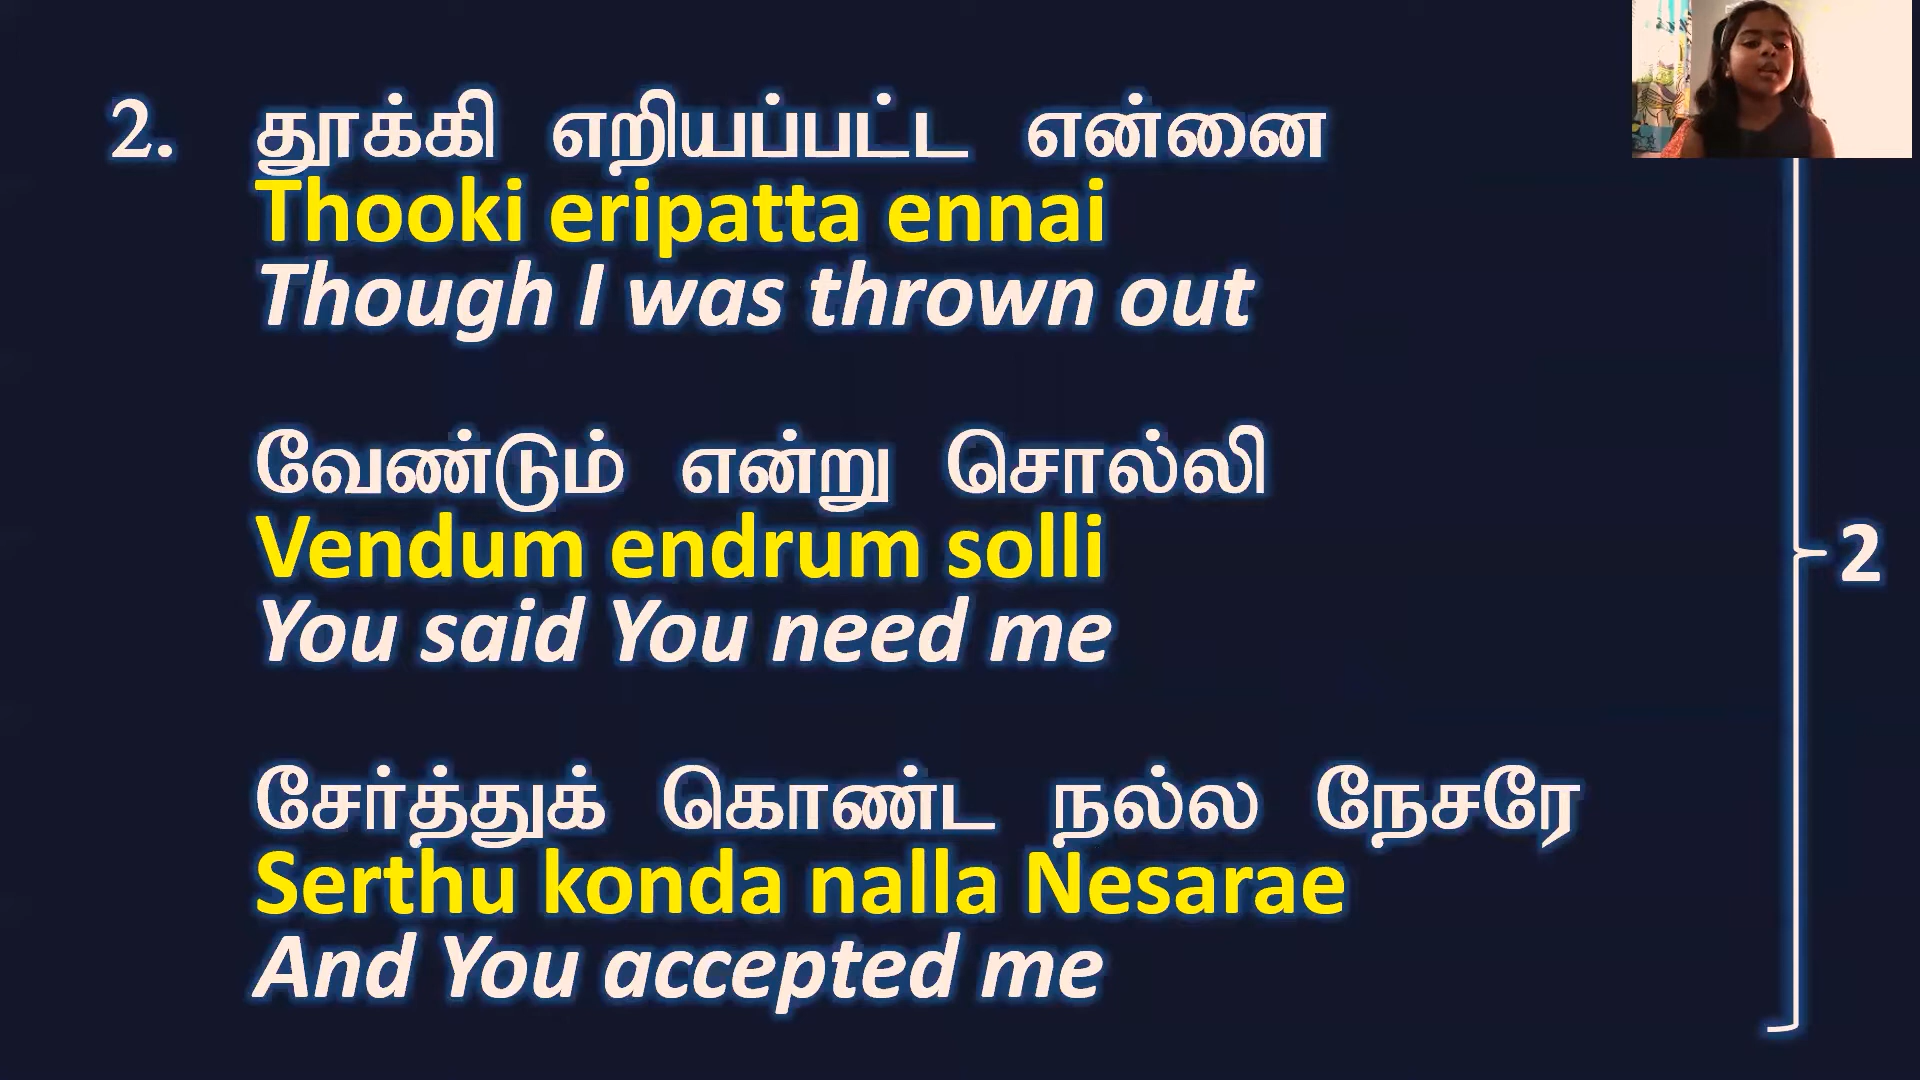 2. தூக்கி எறியப்பட்ட என்னை
Thooki eripatta ennai
Though I was thrown out
வேண்டும் என்று சொல்லி
Vendum endrum solli
You said You need me
2
சேர்த்துக் கொண்ட நல்ல நேசரே
Serthu konda nalla Nesarae
And You accepted me